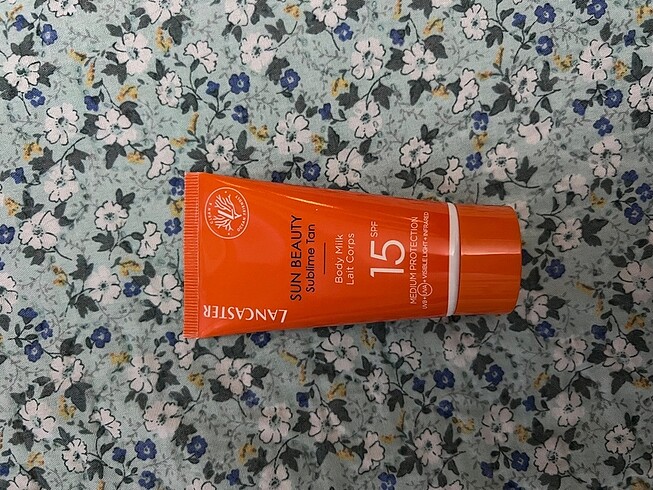 LANCASTER
SUN BEAUTY
Sublime Tan
Body Milk
Lait Corps
15 SPF
MEDIUM PROTECTION
UVB + UVA + VISIBLE LIGHT + INFRARED